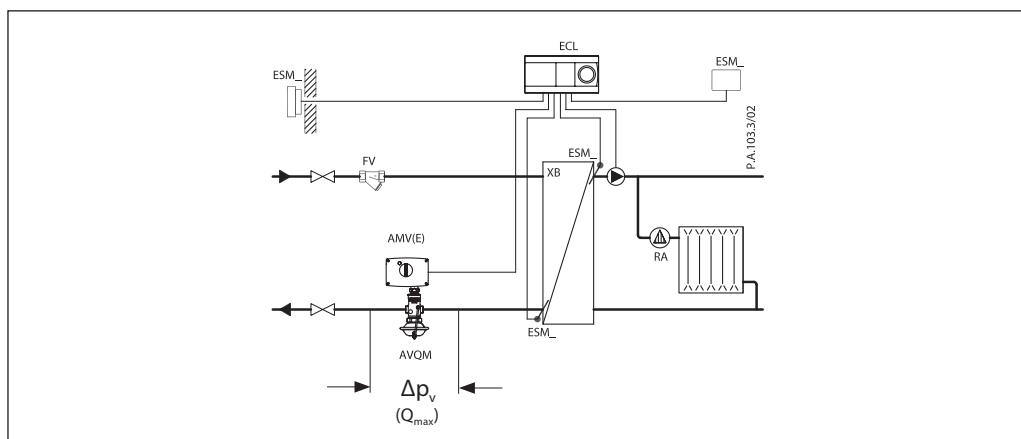 ECL
ESM_
ESM_
P.A.103.3/02
FV
ESM_
XB
AMV(E)
RA
ESM_
AVQM
Δpv
(Qmax)